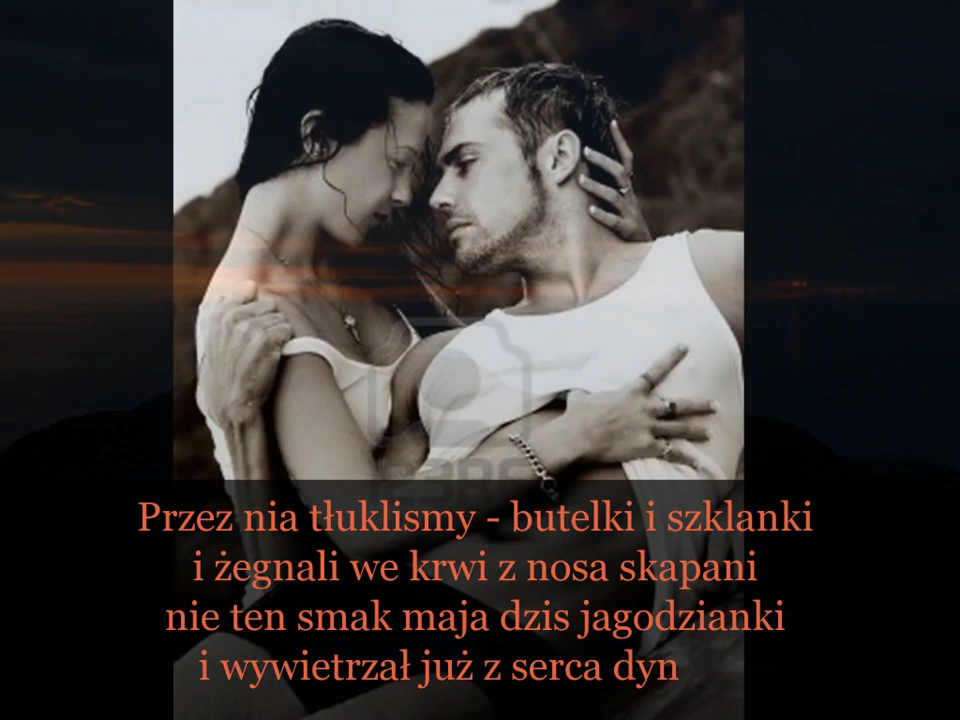 Przez nia tłuklismy - butelki i szklanki
i żegnali we krwi z nosa skapani
nie ten smak maja dzis jagodzianki
i wywietrzał już z serca dyn
123RF